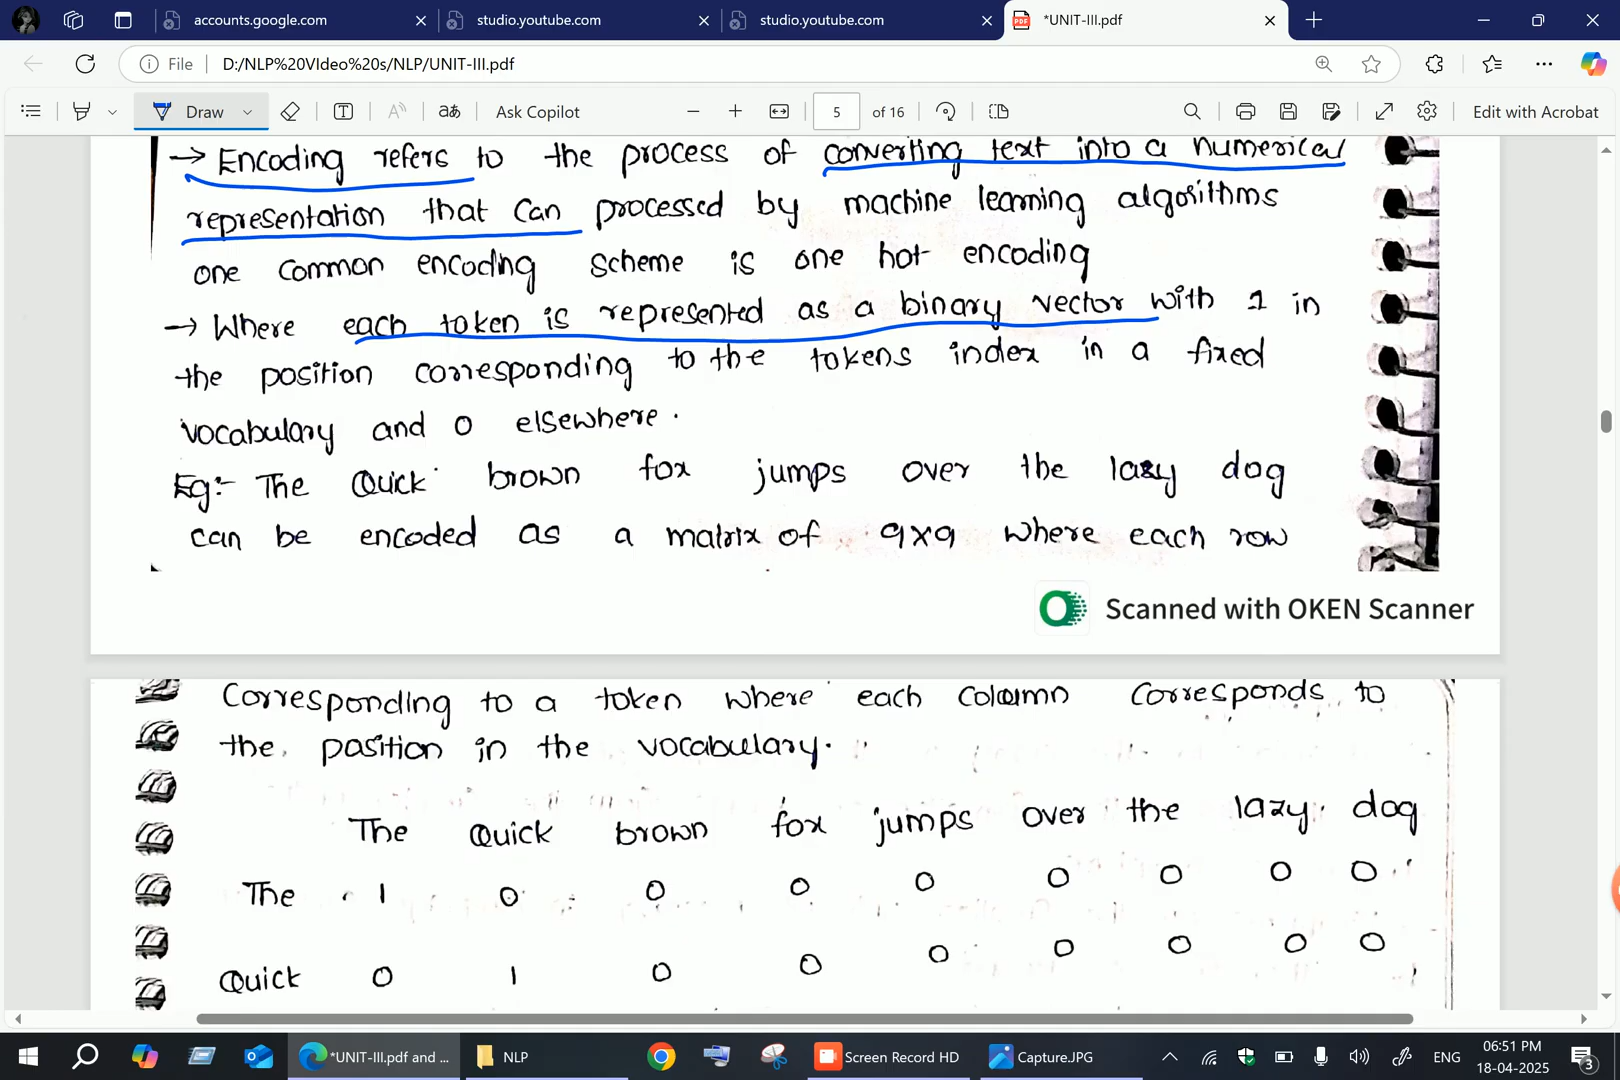 accounts.google.com
studio.youtube.com
studio.youtube.com
*UNIT-III.pdf
File
D:/NLP%20VIdeo%20s/NLP/UNIT-III.pdf
Draw
Ask Copilot
5 of 16
Edit with Acrobat
→ Encoding refers to the process of converting text into a numerical
representation that can processed by machine learning algorithms
one common encoding scheme is one hot encoding
→ Where each token is represented as a binary vector with 1 in
the position corresponding to the tokens index in a fixed
vocabulary and 0 elsewhere.
Eg:- The Quick brown fox jumps over the lazy dog
can be encoded as a matrix of 9x9 where each row
Scanned with OKEN Scanner
Corresponding to a token where each column corresponds to
the position in the vocabulary.
The Quick brown fox jumps over the lazy dog
The 1 0 0 0 0 0 0 0 0
Quick 0 1 0 0 0 0 0 0 0
*UNIT-III.pdf and ...
NLP
Screen Record HD
Capture.JPG
ENG
06:51 PM
18-04-2025
3